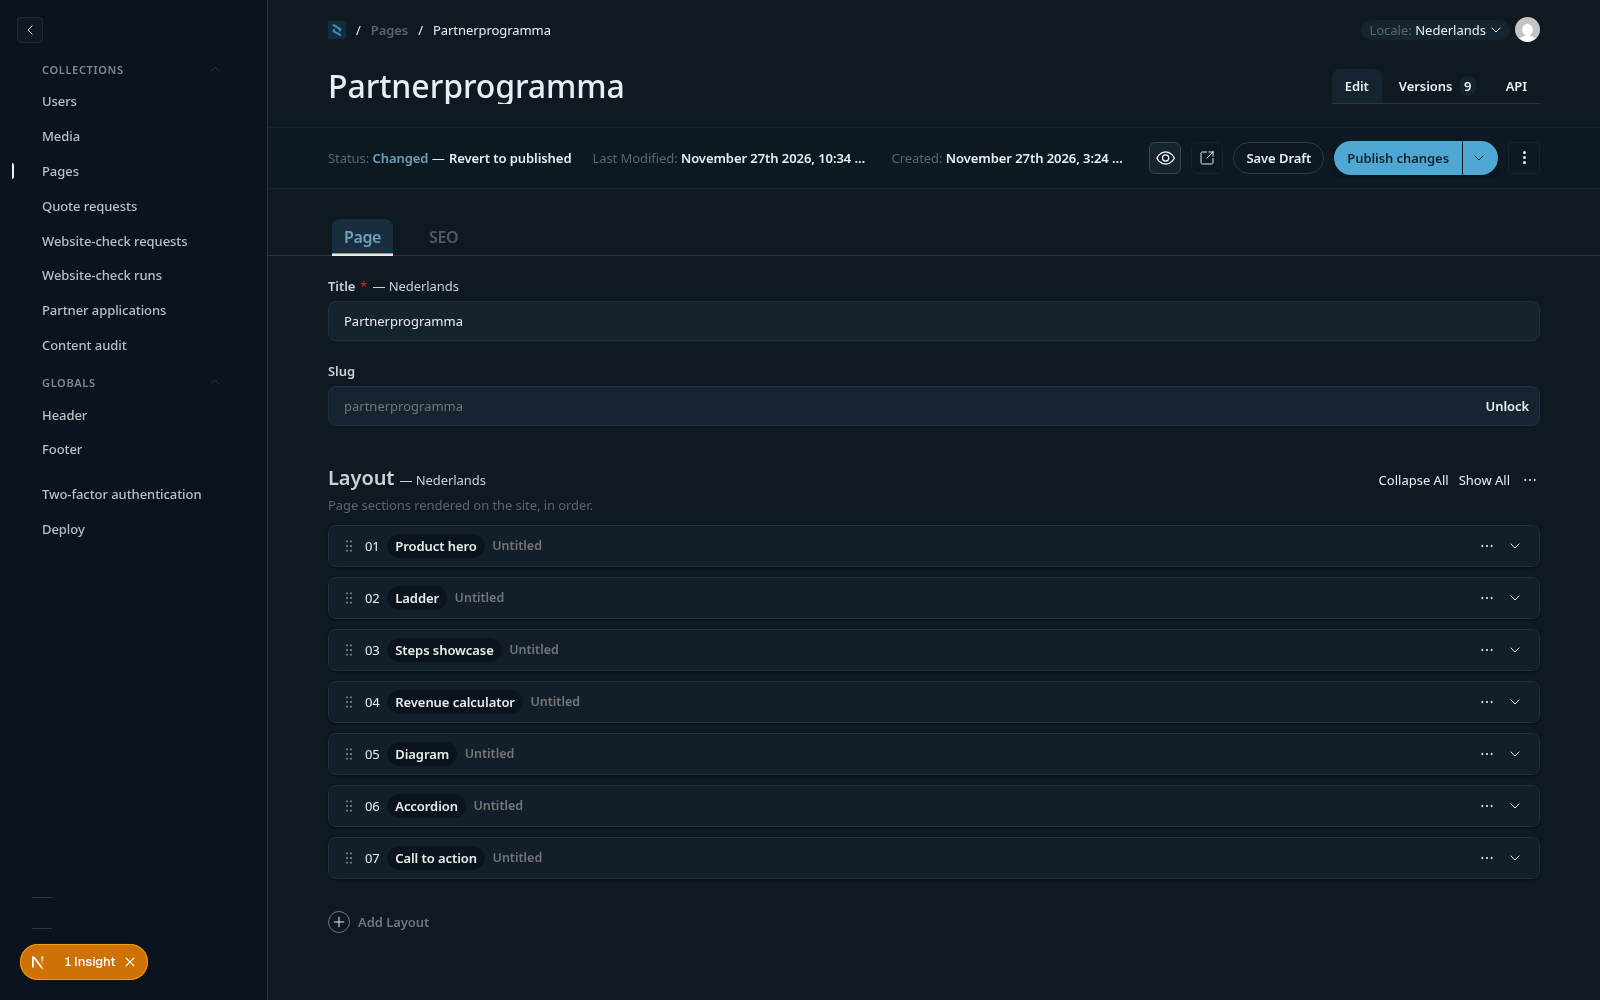 / Pages / Partnerprogramma
Locale: Nederlands
COLLECTIONS
Users
Media
Pages
Quote requests
Website-check requests
Website-check runs
Partner applications
Content audit
GLOBALS
Header
Footer
Two-factor authentication
Deploy
1 Insight
Partnerprogramma
Edit Versions 9 API
Status: Changed — Revert to published Last Modified: November 27th 2026, 10:34 ... Created: November 27th 2026, 3:24 ... Save Draft Publish changes
Page SEO
Title * — Nederlands
Partnerprogramma
Slug
partnerprogramma Unlock
Layout — Nederlands Collapse All Show All
Page sections rendered on the site, in order.
01 Product hero Untitled
02 Ladder Untitled
03 Steps showcase Untitled
04 Revenue calculator Untitled
05 Diagram Untitled
06 Accordion Untitled
07 Call to action Untitled
Add Layout